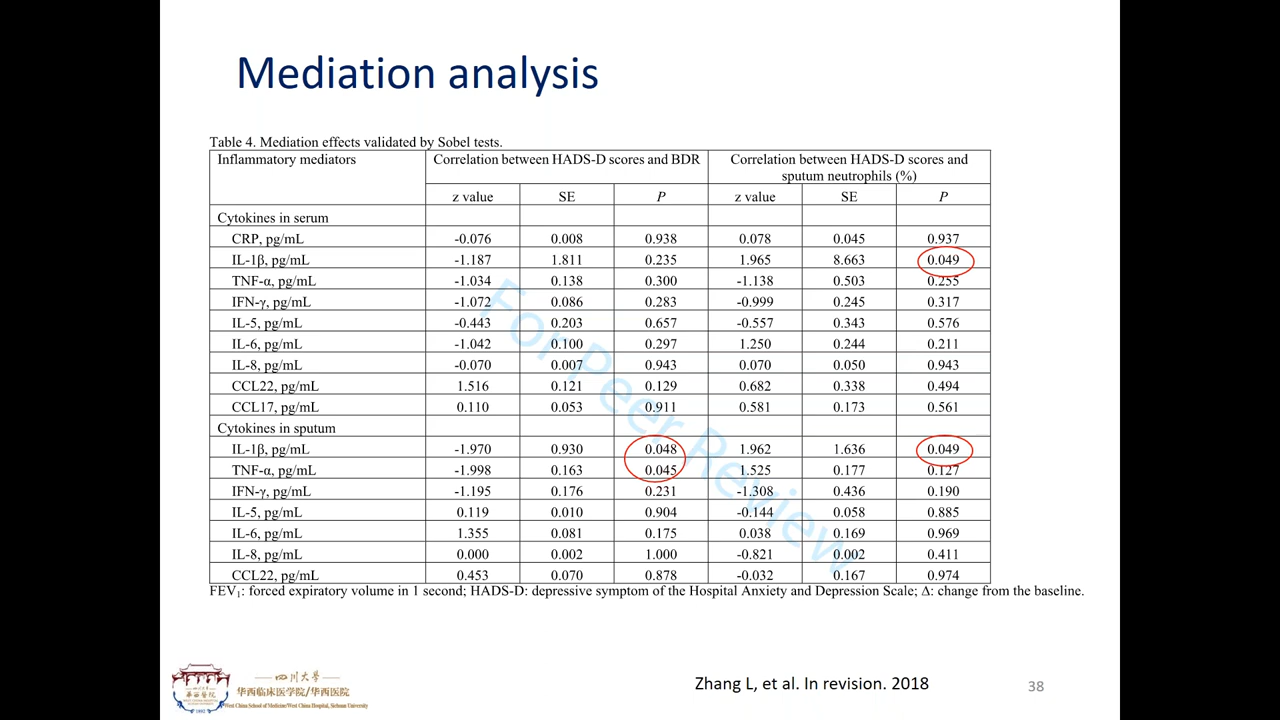 Mediation analysis
Table 4. Mediation effects validated by Sobel tests.
Inflammatory mediators Correlation between HADS-D scores and BDR Correlation between HADS-D scores and
sputum neutrophils (%)
z value SE P z value SE P
Cytokines in serum
CRP, pg/mL -0.076 0.008 0.938 0.078 0.045 0.937
IL-1β, pg/mL -1.187 1.811 0.235 1.965 8.663 0.049
TNF-α, pg/mL -1.034 0.138 0.300 -1.138 0.503 0.255
IFN-γ, pg/mL -1.072 0.086 0.283 -0.999 0.245 0.317
IL-5, pg/mL -0.443 0.203 0.657 -0.557 0.343 0.576
IL-6, pg/mL -1.042 0.100 0.297 1.250 0.244 0.211
IL-8, pg/mL -0.070 0.007 0.943 0.070 0.050 0.943
CCL22, pg/mL 1.516 0.121 0.129 0.682 0.338 0.494
CCL17, pg/mL 0.110 0.053 0.911 0.581 0.173 0.561
Cytokines in sputum
IL-1β, pg/mL -1.970 0.930 0.048 1.962 1.636 0.049
TNF-α, pg/mL -1.998 0.163 0.045 1.525 0.177 0.127
IFN-γ, pg/mL -1.195 0.176 0.231 -1.308 0.436 0.190
IL-5, pg/mL 0.119 0.010 0.904 -0.144 0.058 0.885
IL-6, pg/mL 1.355 0.081 0.175 0.038 0.169 0.969
IL-8, pg/mL 0.000 0.002 1.000 -0.821 0.002 0.411
CCL22, pg/mL 0.453 0.070 0.878 -0.032 0.167 0.974
FEV₁: forced expiratory volume in 1 second; HADS-D: depressive symptom of the Hospital Anxiety and Depression Scale; Δ: change from the baseline.
For Peer Review
四川大学
华西临床医学院/华西医院
West China School of Medicine/West China Hospital, Sichuan University
1892
Zhang L, et al. In revision. 2018
38